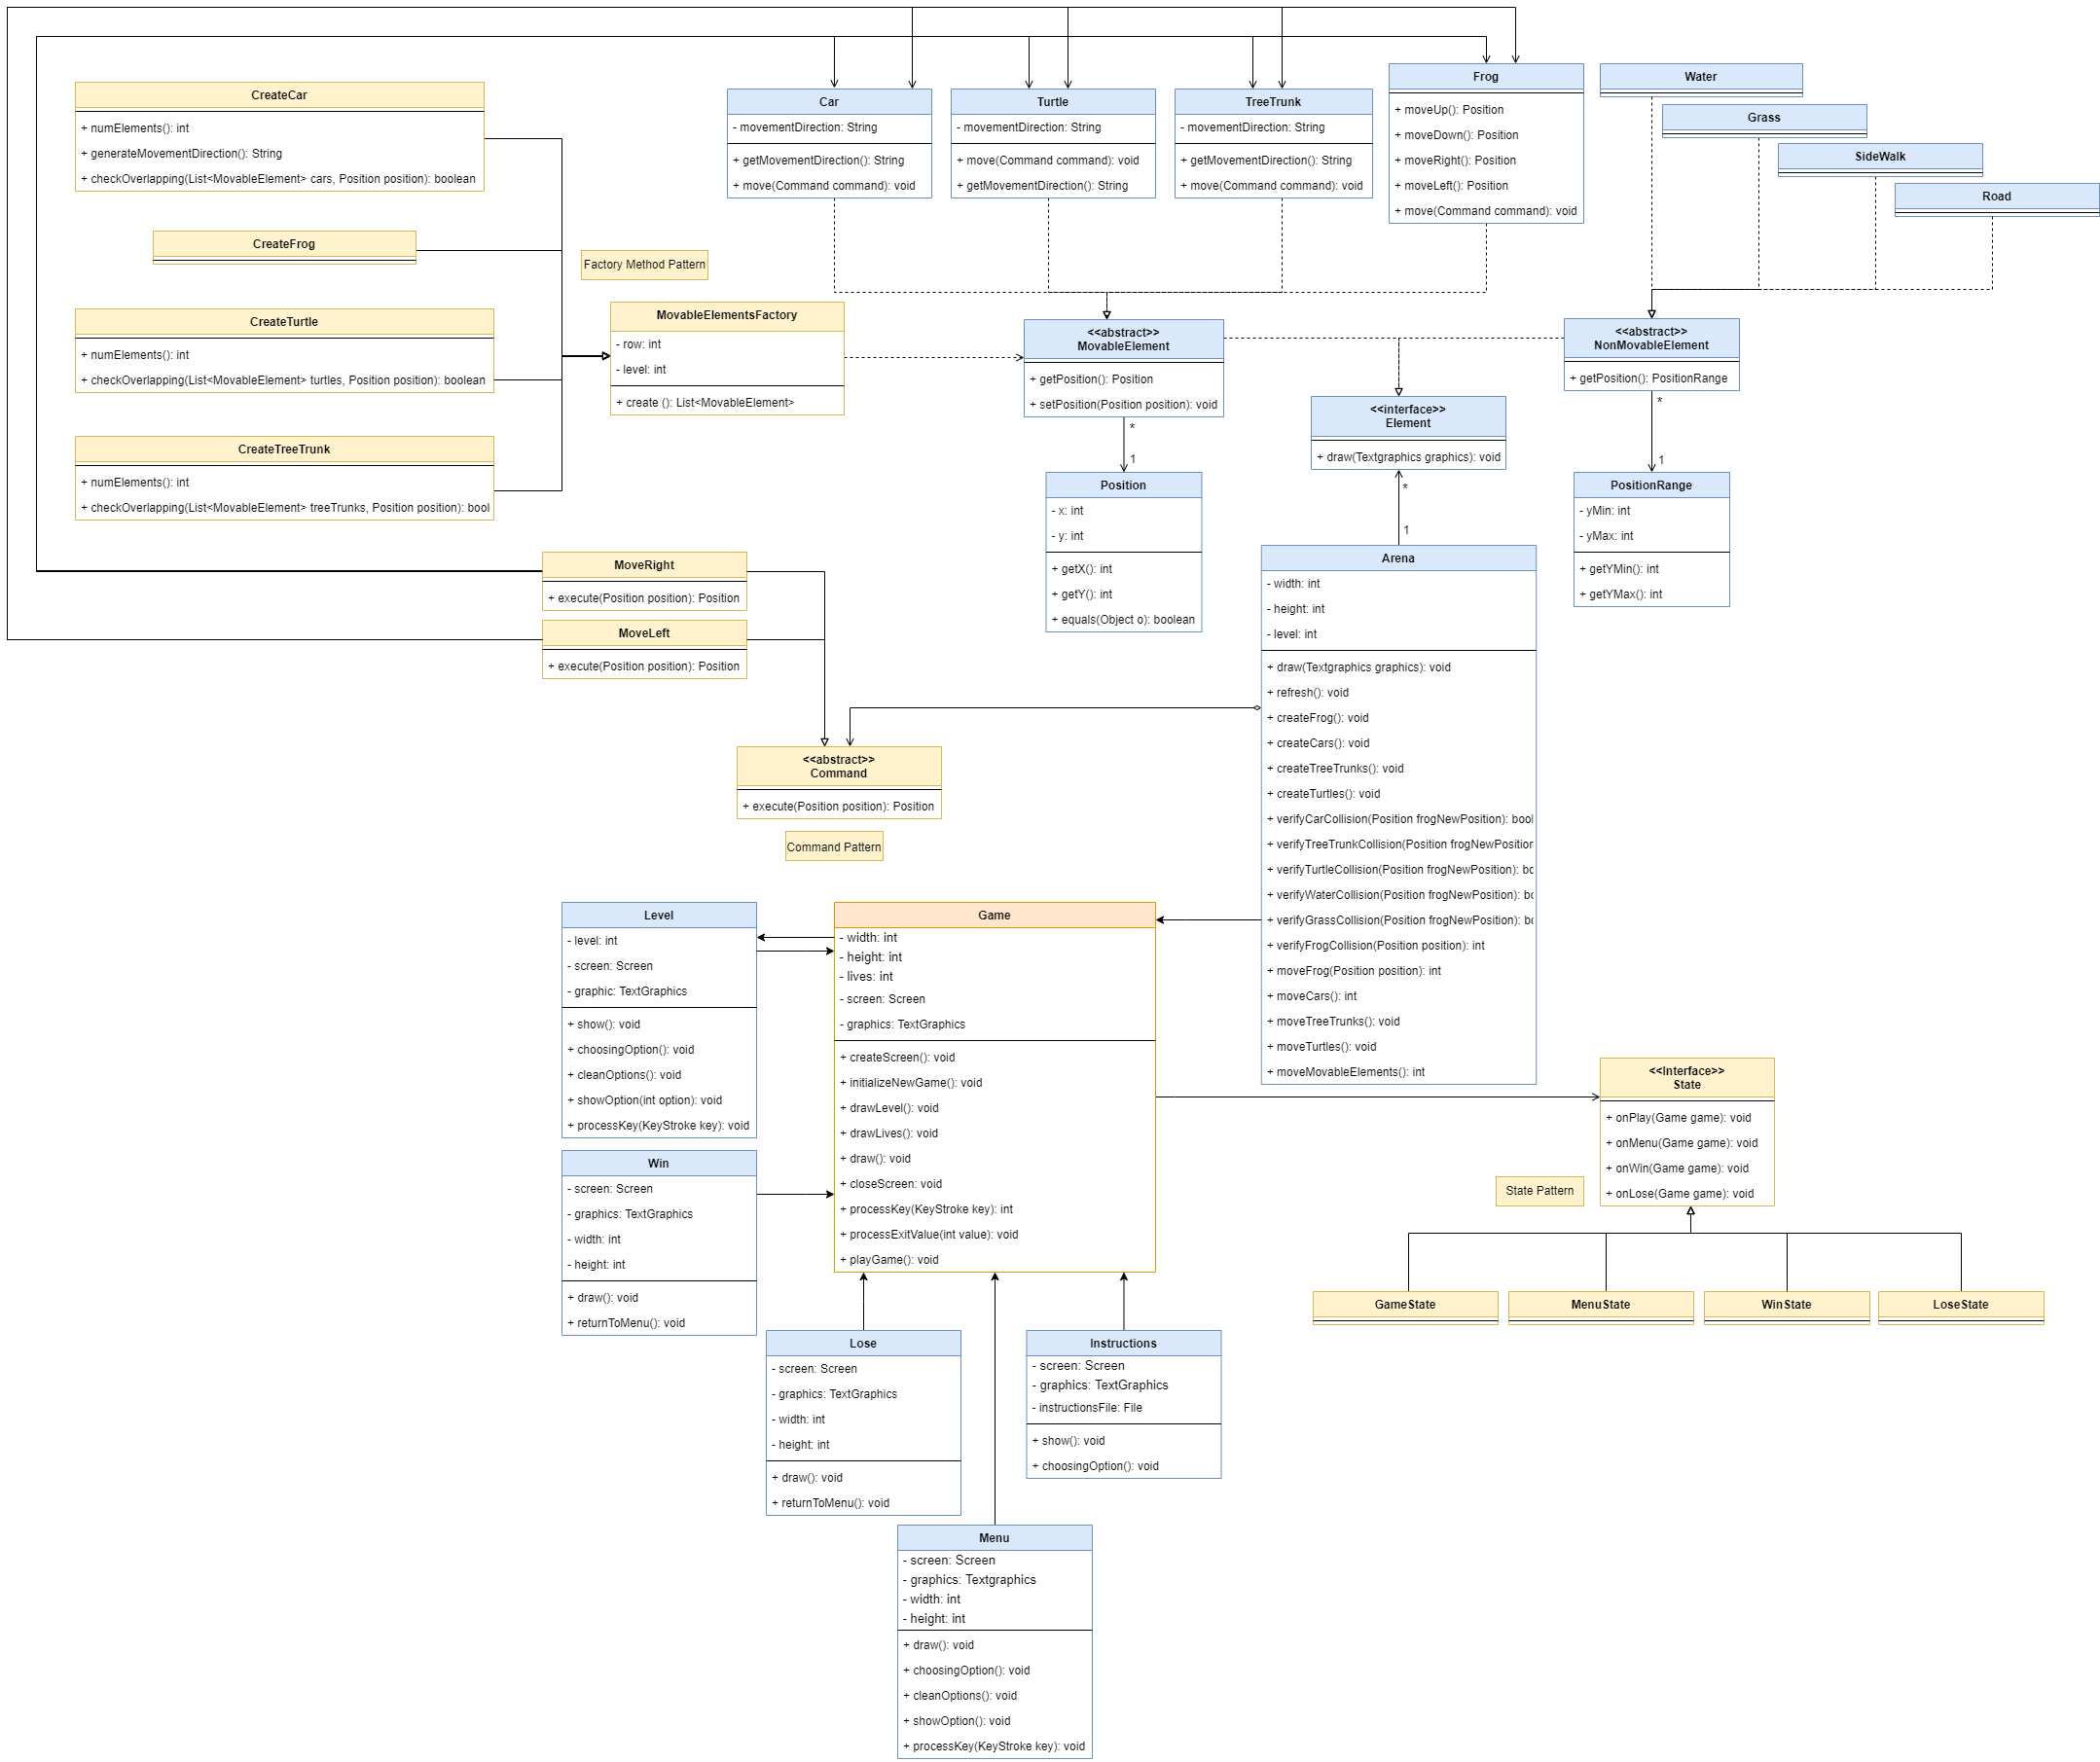 CreateCar
+ numElements(): int
+ generateMovementDirection(): String
+ checkOverlapping(List<MovableElement> cars, Position position): boolean
CreateFrog
CreateTurtle
+ numElements(): int
+ checkOverlapping(List<MovableElement> turtles, Position position): boolean
CreateTreeTrunk
+ numElements(): int
+ checkOverlapping(List<MovableElement> treeTrunks, Position position): bool
Factory Method Pattern
MovableElementsFactory
- row: int
- level: int
+ create (): List<MovableElement>
Car
- movementDirection: String
+ getMovementDirection(): String
+ move(Command command): void
Turtle
- movementDirection: String
+ move(Command command): void
+ getMovementDirection(): String
TreeTrunk
- movementDirection: String
+ getMovementDirection(): String
+ move(Command command): void
Frog
+ moveUp(): Position
+ moveDown(): Position
+ moveRight(): Position
+ moveLeft(): Position
+ move(Command command): void
Water
Grass
SideWalk
Road
<<abstract>>
MovableElement
+ getPosition(): Position
+ setPosition(Position position): void
*
1
<<abstract>>
NonMovableElement
+ getPosition(): PositionRange
*
1
<<interface>>
Element
+ draw(Textgraphics graphics): void
*
1
Position
- x: int
- y: int
+ getX(): int
+ getY(): int
+ equals(Object o): boolean
PositionRange
- yMin: int
- yMax: int
+ getYMin(): int
+ getYMax(): int
MoveRight
+ execute(Position position): Position
MoveLeft
+ execute(Position position): Position
<<abstract>>
Command
+ execute(Position position): Position
Command Pattern
Arena
- width: int
- height: int
- level: int
+ draw(Textgraphics graphics): void
+ refresh(): void
+ createFrog(): void
+ createCars(): void
+ createTreeTrunks(): void
+ createTurtles(): void
+ verifyCarCollision(Position frogNewPosition): bool
+ verifyTreeTrunkCollision(Position frogNewPosition
+ verifyTurtleCollision(Position frogNewPosition): bo
+ verifyWaterCollision(Position frogNewPosition): bo
+ verifyGrassCollision(Position frogNewPosition): bo
+ verifyFrogCollision(Position position): int
+ moveFrog(Position position): int
+ moveCars(): int
+ moveTreeTrunks(): void
+ moveTurtles(): void
+ moveMovableElements(): int
Level
- level: int
- screen: Screen
- graphic: TextGraphics
+ show(): void
+ choosingOption(): void
+ cleanOptions(): void
+ showOption(int option): void
+ processKey(KeyStroke key): void
Game
- width: int
- height: int
- lives: int
- screen: Screen
- graphics: TextGraphics
+ createScreen(): void
+ initializeNewGame(): void
+ drawLevel(): void
+ drawLives(): void
+ draw(): void
+ closeScreen: void
+ processKey(KeyStroke key): int
+ processExitValue(int value): void
+ playGame(): void
Win
- screen: Screen
- graphics: TextGraphics
- width: int
- height: int
+ draw(): void
+ returnToMenu(): void
<<Interface>>
State
+ onPlay(Game game): void
+ onMenu(Game game): void
+ onWin(Game game): void
+ onLose(Game game): void
State Pattern
GameState
MenuState
WinState
LoseState
Lose
- screen: Screen
- graphics: TextGraphics
- width: int
- height: int
+ draw(): void
+ returnToMenu(): void
Instructions
- screen: Screen
- graphics: TextGraphics
- instructionsFile: File
+ show(): void
+ choosingOption(): void
Menu
- screen: Screen
- graphics: Textgraphics
- width: int
- height: int
+ draw(): void
+ choosingOption(): void
+ cleanOptions(): void
+ showOption(): void
+ processKey(KeyStroke key): void